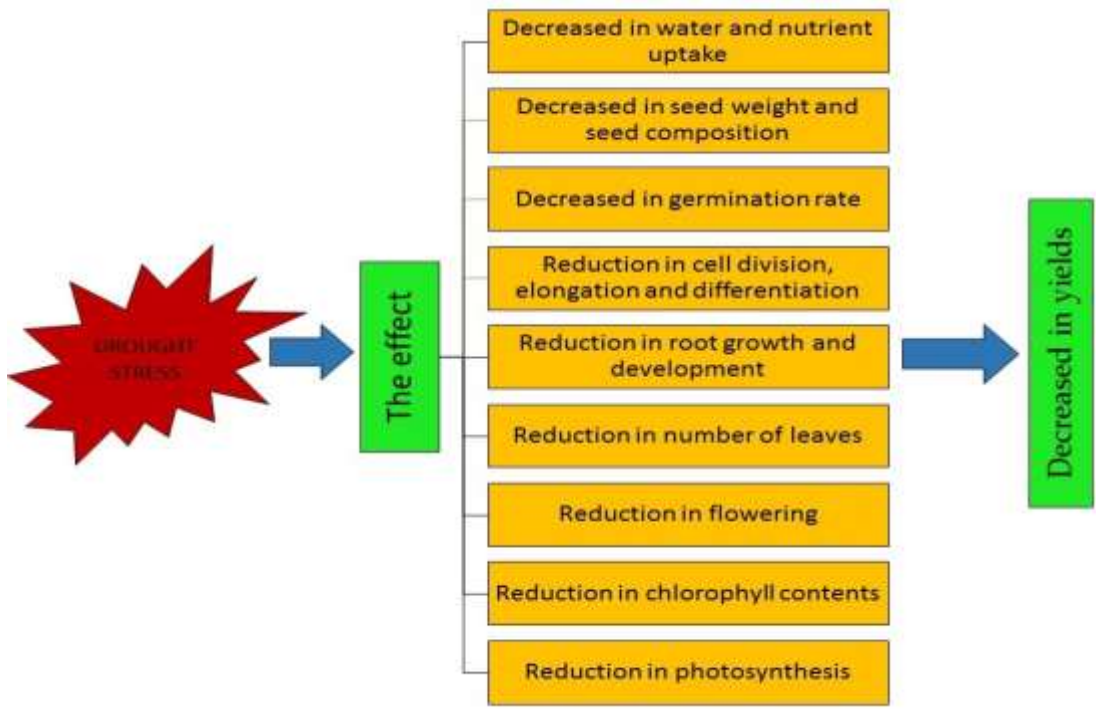 DROUGHT
STRESS
The effect
Decreased in water and nutrient
uptake
Decreased in seed weight and
seed composition
Decreased in germination rate
Reduction in cell division,
elongation and differentiation
Reduction in root growth and
development
Reduction in number of leaves
Reduction in flowering
Reduction in chlorophyll contents
Reduction in photosynthesis
Decreased in yields